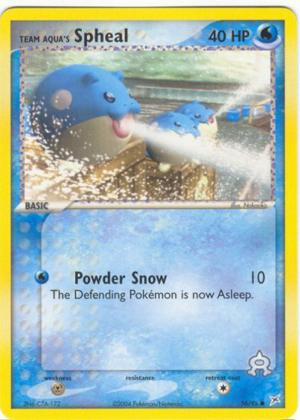 TEAM AQUA'S Spheal 40 HP
BASIC
Powder Snow 10
The Defending Pokémon is now Asleep.
weakness resistance retreat cost
©2004 Pokémon/Nintendo